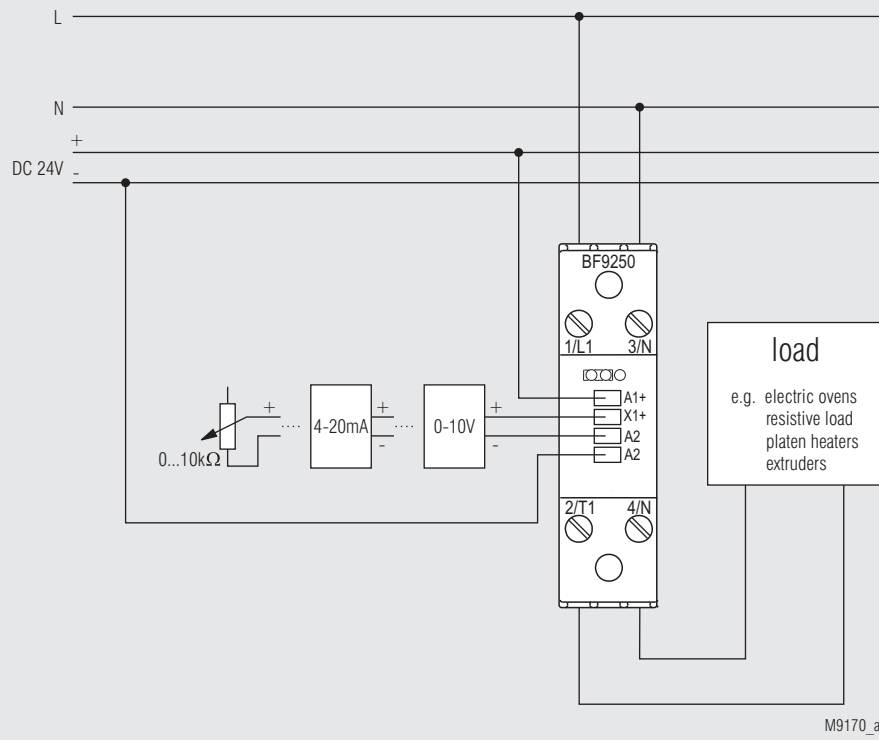 L
N
+
DC 24V
-
BF9250
1/L1 3/N
load
e.g. electric ovens
resistive load
platen heaters
extruders
A1+
X1+
A2
A2
0...10kΩ
+
....
4-20mA
+
-
....
0-10V
+
-
2/T1 4/N
M9170_a